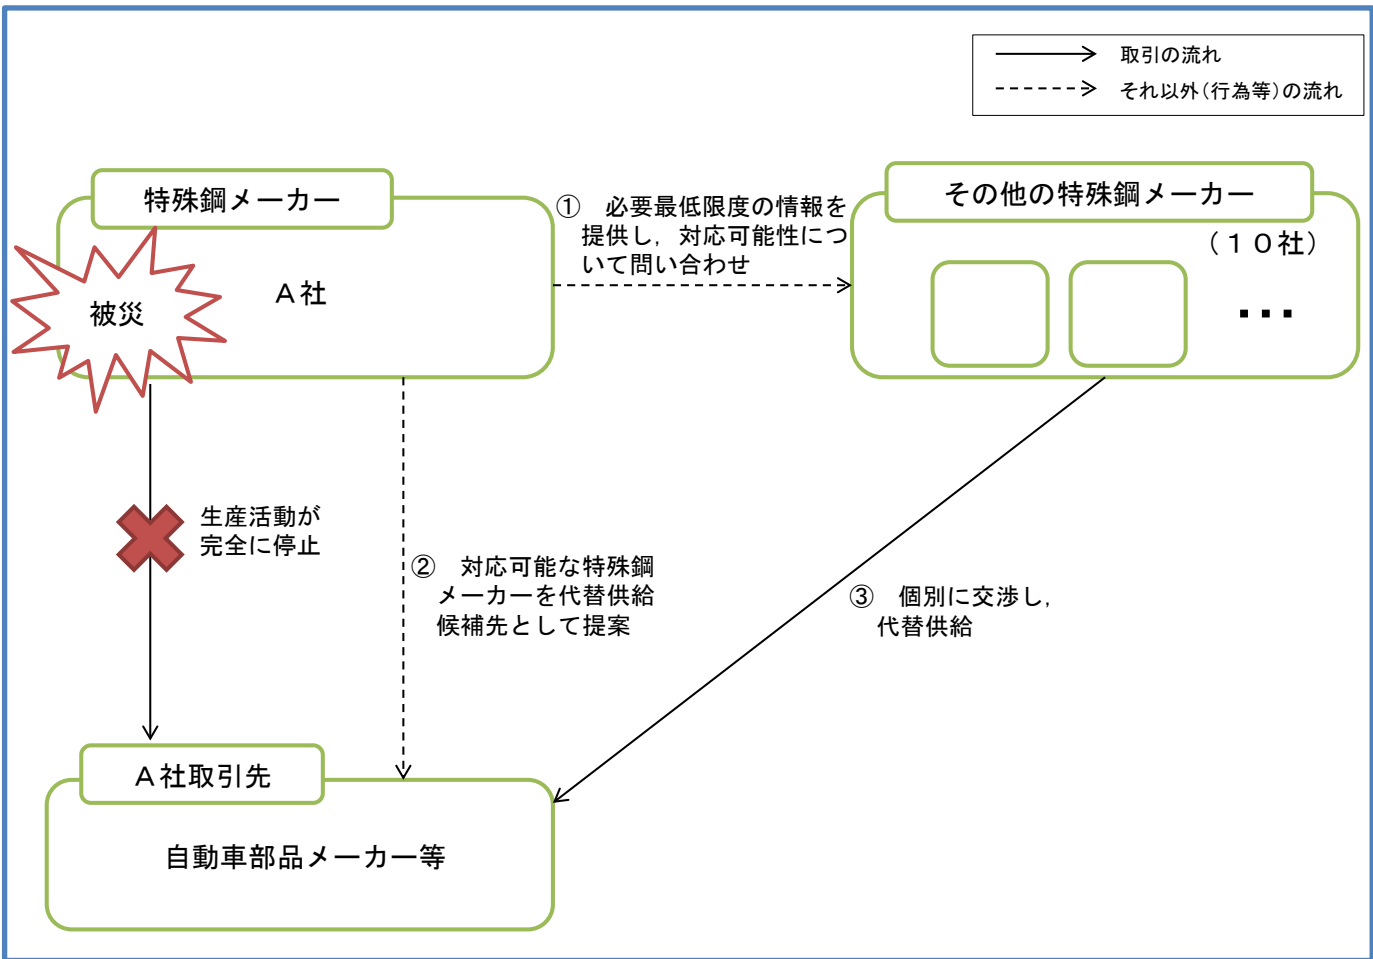 取引の流れ
それ以外(行為等)の流れ
特殊鋼メーカー
その他の特殊鋼メーカー
(10社)
① 必要最低限度の情報を
提供し,対応可能性につ
いて問い合わせ
A社
被災
・・・
生産活動が
完全に停止
② 対応可能な特殊鋼
メーカーを代替供給
候補先として提案
③ 個別に交渉し,
代替供給
A社取引先
自動車部品メーカー等